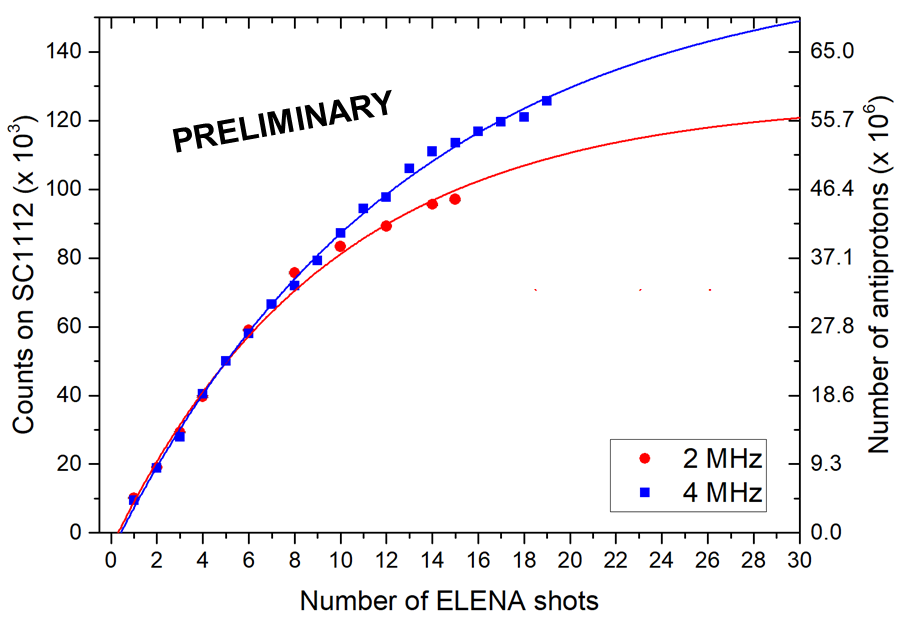 PRELIMINARY
Counts on SC1112 (x 10³)
140
120
100
80
60
40
20
0
Number of antiprotons (x 10⁶)
65.0
55.7
46.4
37.1
27.8
18.6
9.3
0.0
2 MHz
4 MHz
0 2 4 6 8 10 12 14 16 18 20 22 24 26 28 30
Number of ELENA shots